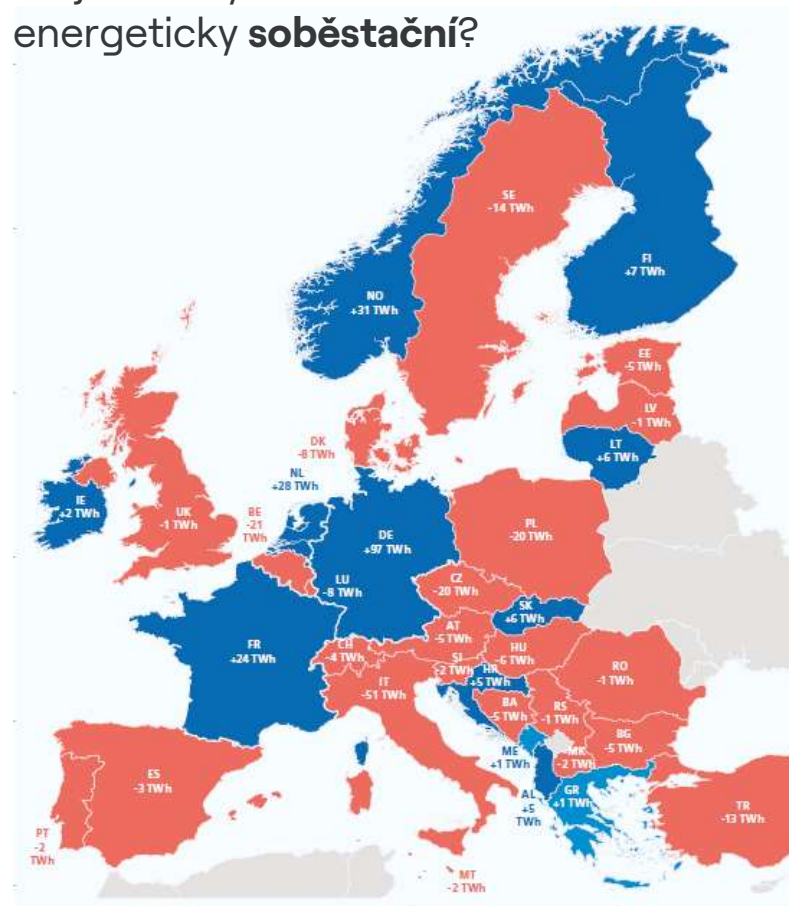 energeticky soběstační?
SE
-14 TWh
FI
+7 TWh
NO
+31 TWh
EE
-5 TWh
LV
-1 TWh
LT
+6 TWh
DK
-8 TWh
NL
+28 TWh
IE
+2 TWh
UK
-1 TWh
BE
-21
TWh
DE
+97 TWh
PL
-20 TWh
LU
-8 TWh
CZ
-20 TWh
SK
+6 TWh
FR
+24 TWh
AT
-5 TWh
CH
-4 TWh
SI
-2 TWh
HU
-6 TWh
HR
+5 TWh
RO
-1 TWh
IT
-51 TWh
BA
-5 TWh
RS
-1 TWh
BG
-5 TWh
ME
+1 TWh
MK
-2 TWh
ES
-3 TWh
AL
+5
TWh
GR
+1 TWh
TR
-13 TWh
PT
-2
TWh
MT
-2 TWh